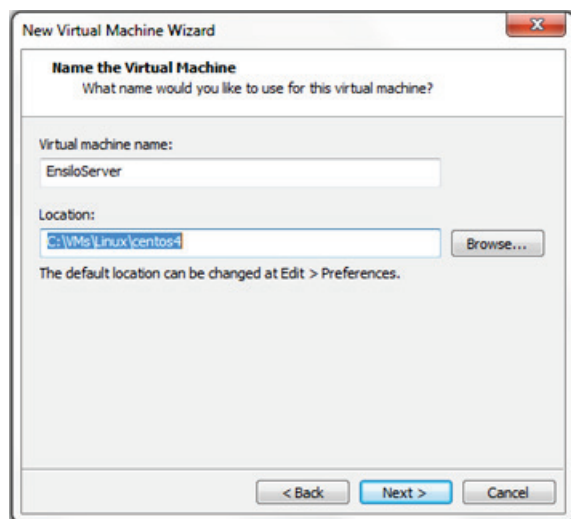 New Virtual Machine Wizard
Name the Virtual Machine
What name would you like to use for this virtual machine?
Virtual machine name:
EnsiloServer
Location:
C:\VMs\Linux\centos4
Browse...
The default location can be changed at Edit > Preferences.
< Back Next > Cancel